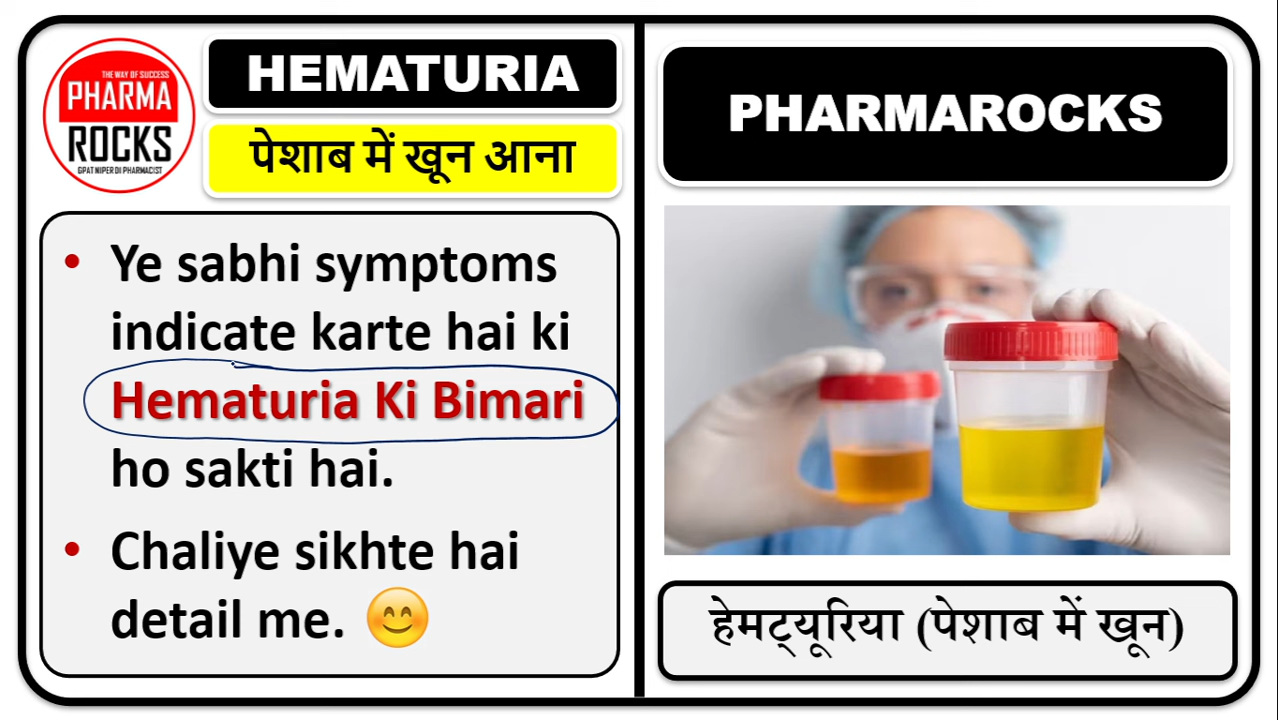 THE WAY OF SUCCESS
PHARMA
ROCKS
GPAT NIPER DI PHARMACIST
HEMATURIA
पेशाब में खून आना
• Ye sabhi symptoms
indicate karte hai ki
Hematuria Ki Bimari
ho sakti hai.
• Chaliye sikhte hai
detail me. 😊
PHARMAROCKS
हेमट्यूरिया (पेशाब में खून)